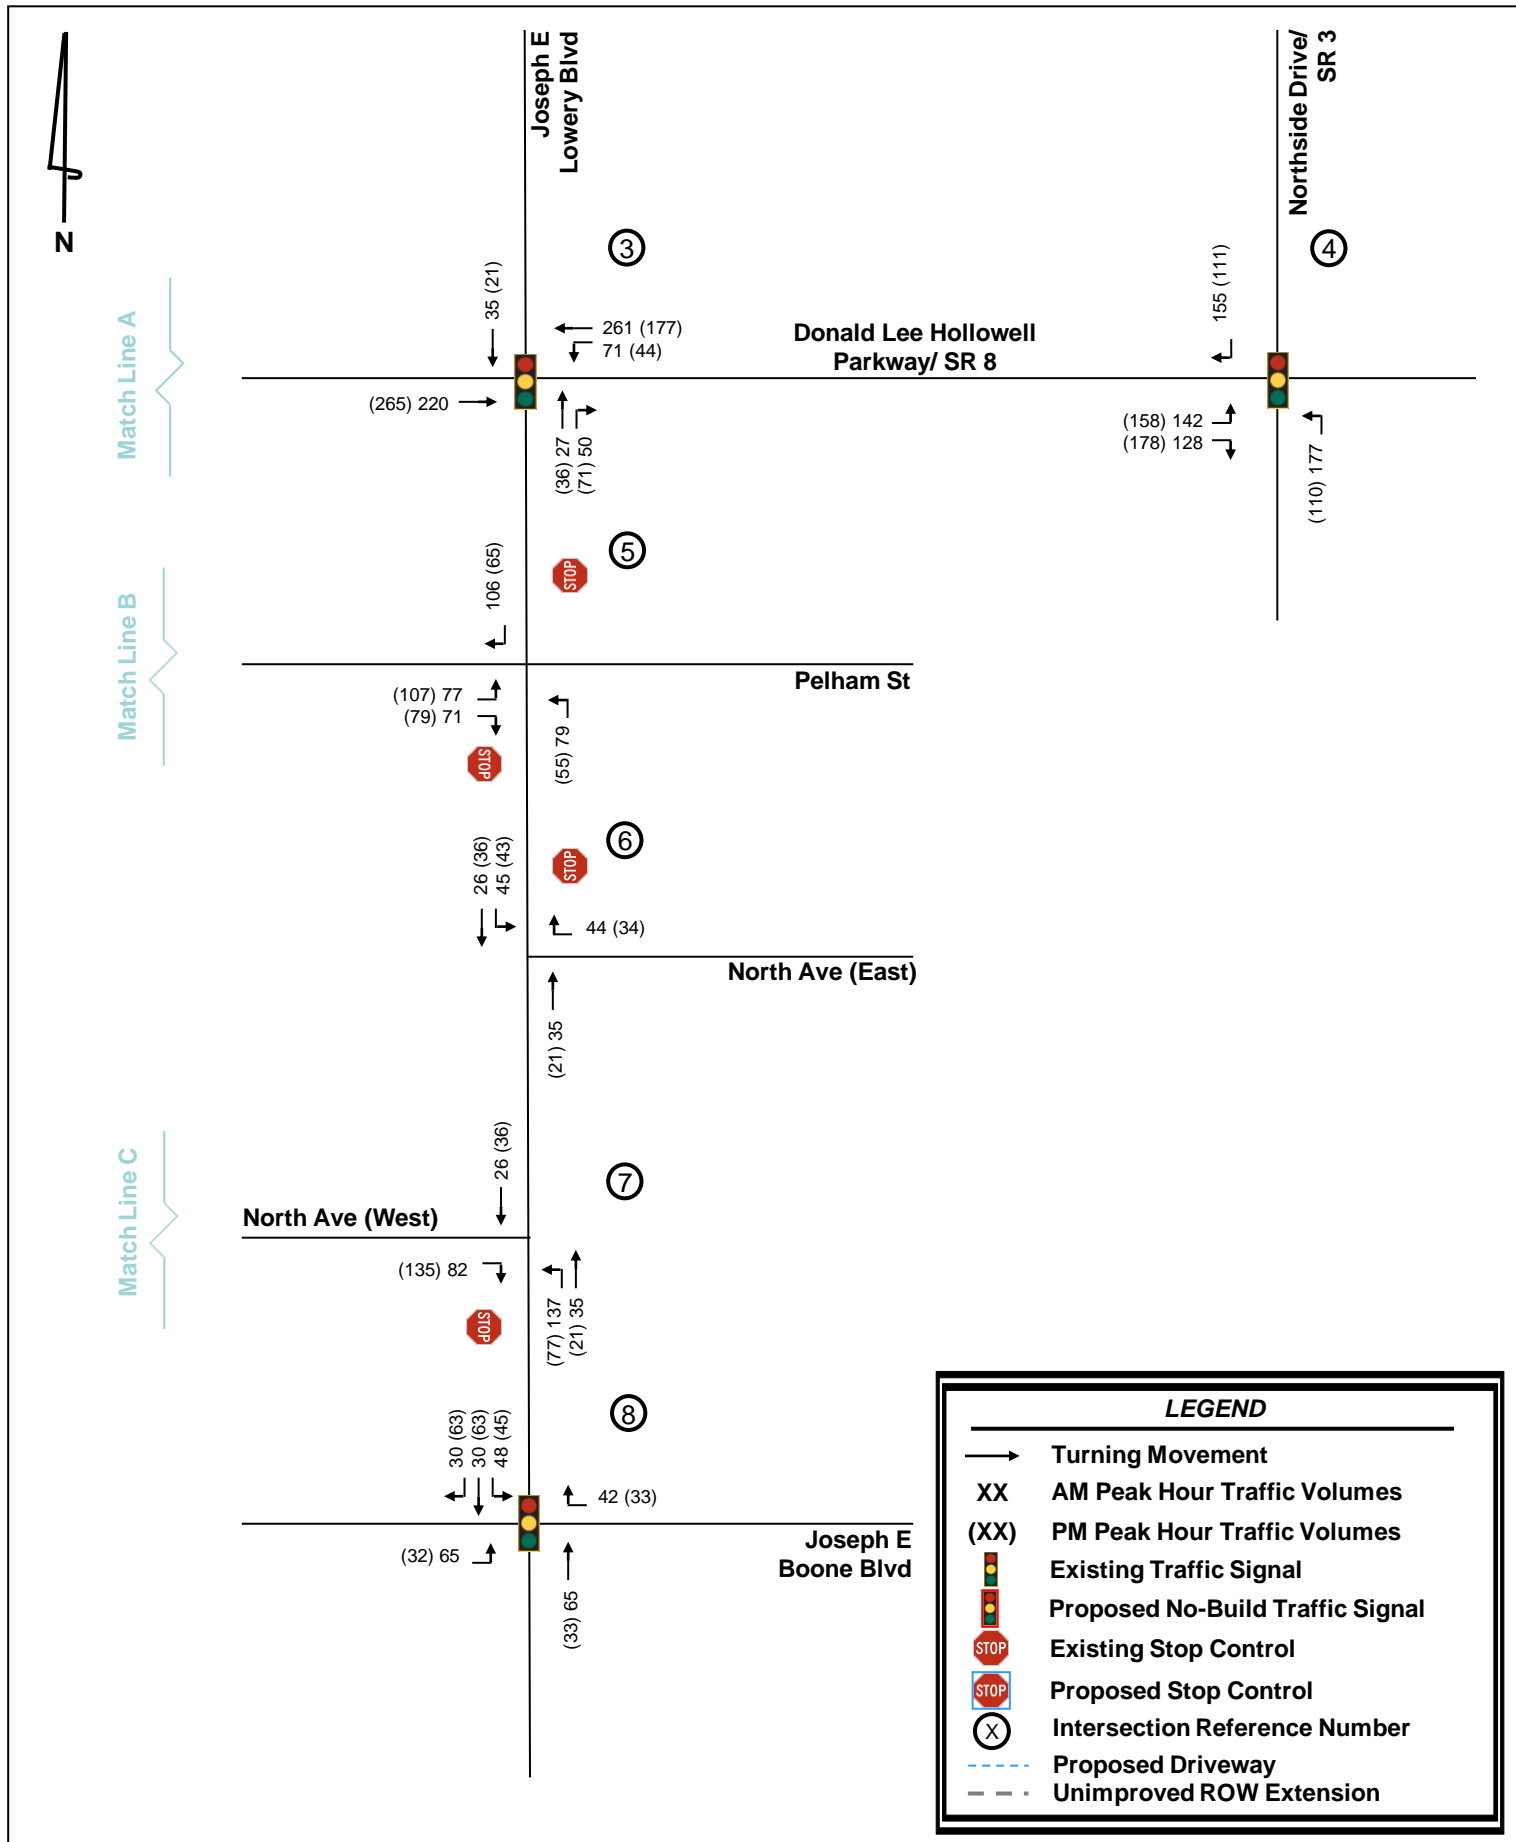 Joseph E
Lowery Blvd
Northside Drive/
SR 3
N
3
4
35 (21)
155 (111)
Match Line A
261 (177)
71 (44)
Donald Lee Hollowell
Parkway/ SR 8
(265) 220
(36) 27
(71) 50
(158) 142
(178) 128
(110) 177
5
STOP
106 (65)
Match Line B
Pelham St
(107) 77
(79) 71
STOP
(55) 79
6
STOP
26 (36)
45 (43)
44 (34)
North Ave (East)
(21) 35
26 (36)
7
Match Line C
North Ave (West)
(135) 82
STOP
(77) 137
(21) 35
8
30 (63)
30 (63)
48 (45)
42 (33)
Joseph E
Boone Blvd
(32) 65
(33) 65
LEGEND
Turning Movement
XX AM Peak Hour Traffic Volumes
(XX) PM Peak Hour Traffic Volumes
Existing Traffic Signal
Proposed No-Build Traffic Signal
STOP Existing Stop Control
STOP Proposed Stop Control
X Intersection Reference Number
Proposed Driveway
Unimproved ROW Extension